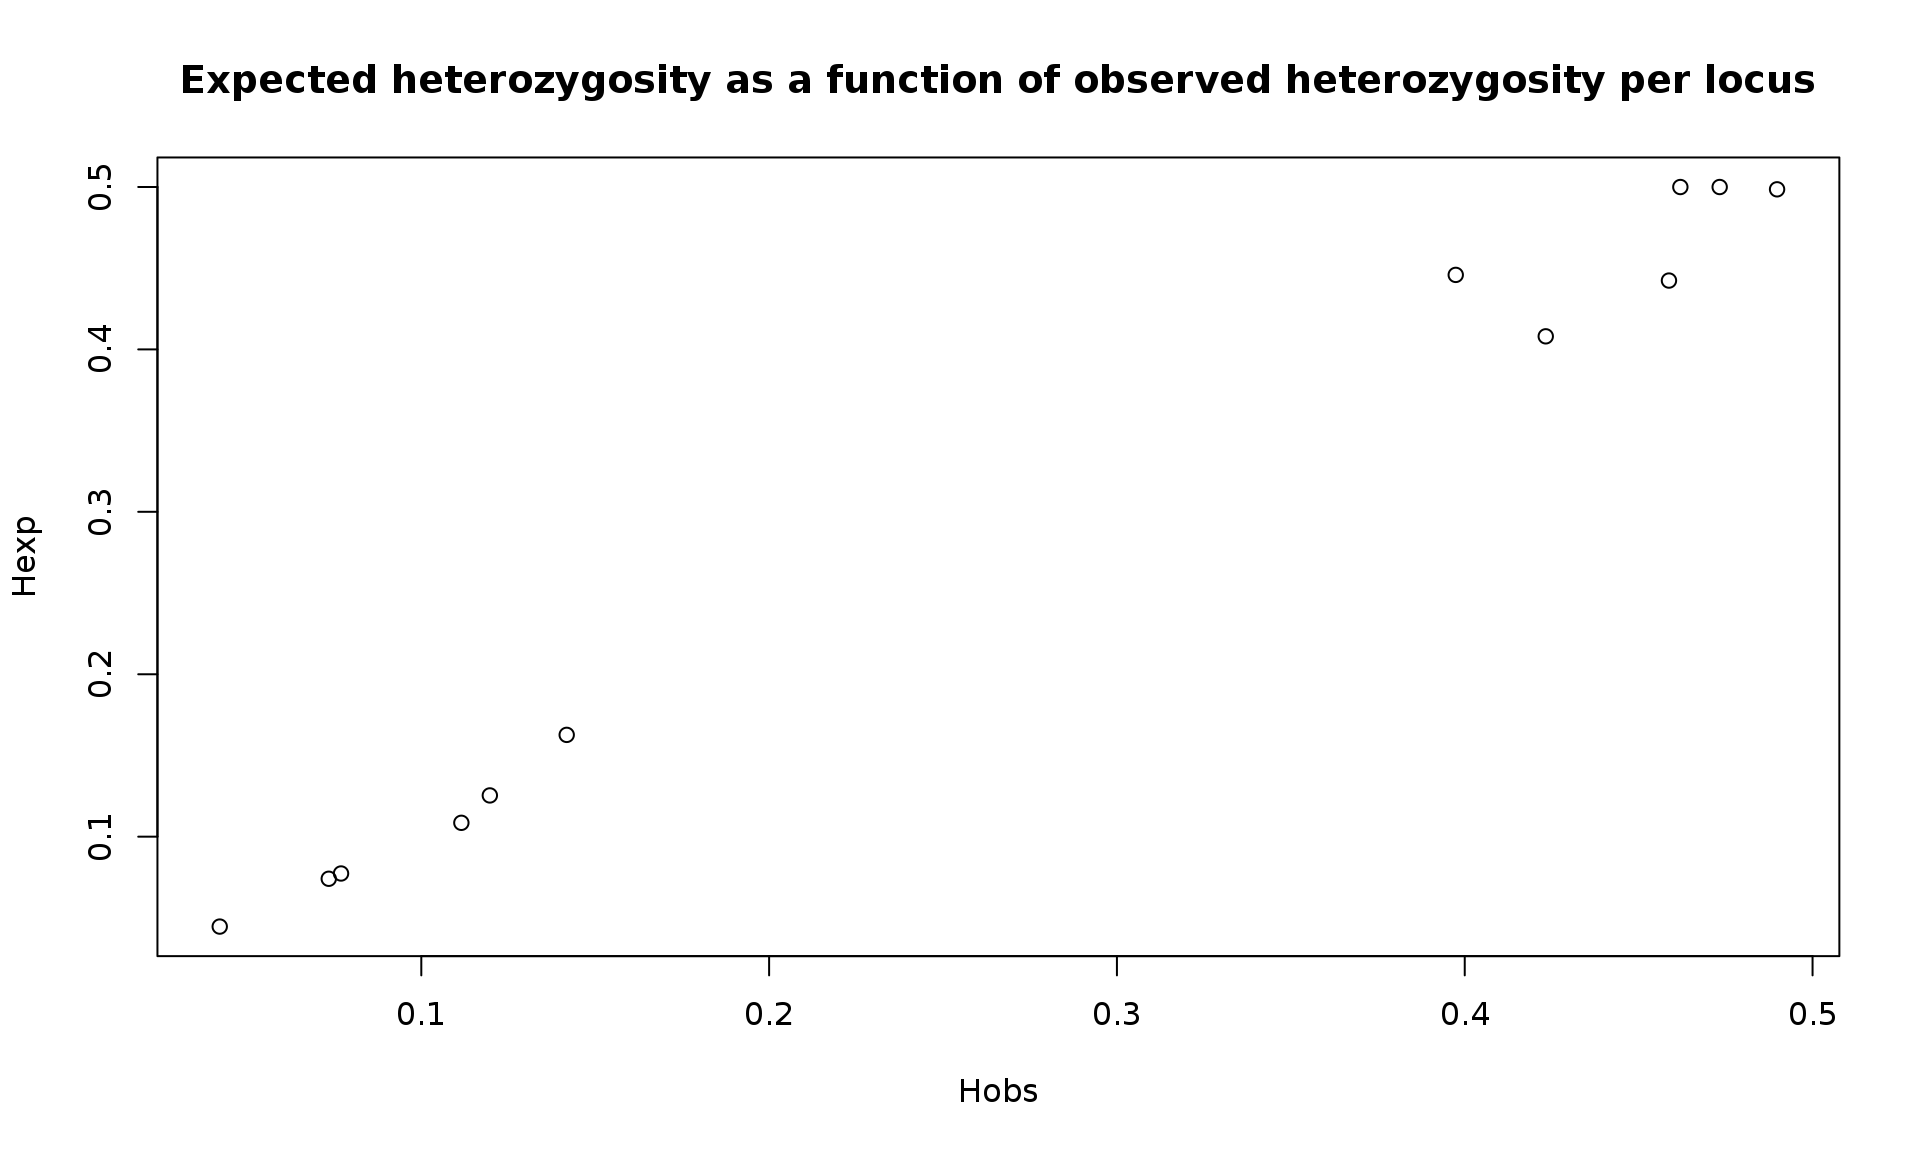 Expected heterozygosity as a function of observed heterozygosity per locus
0.5
0.4
0.3
0.2
0.1
Hexp
0.1 0.2 0.3 0.4 0.5
Hobs